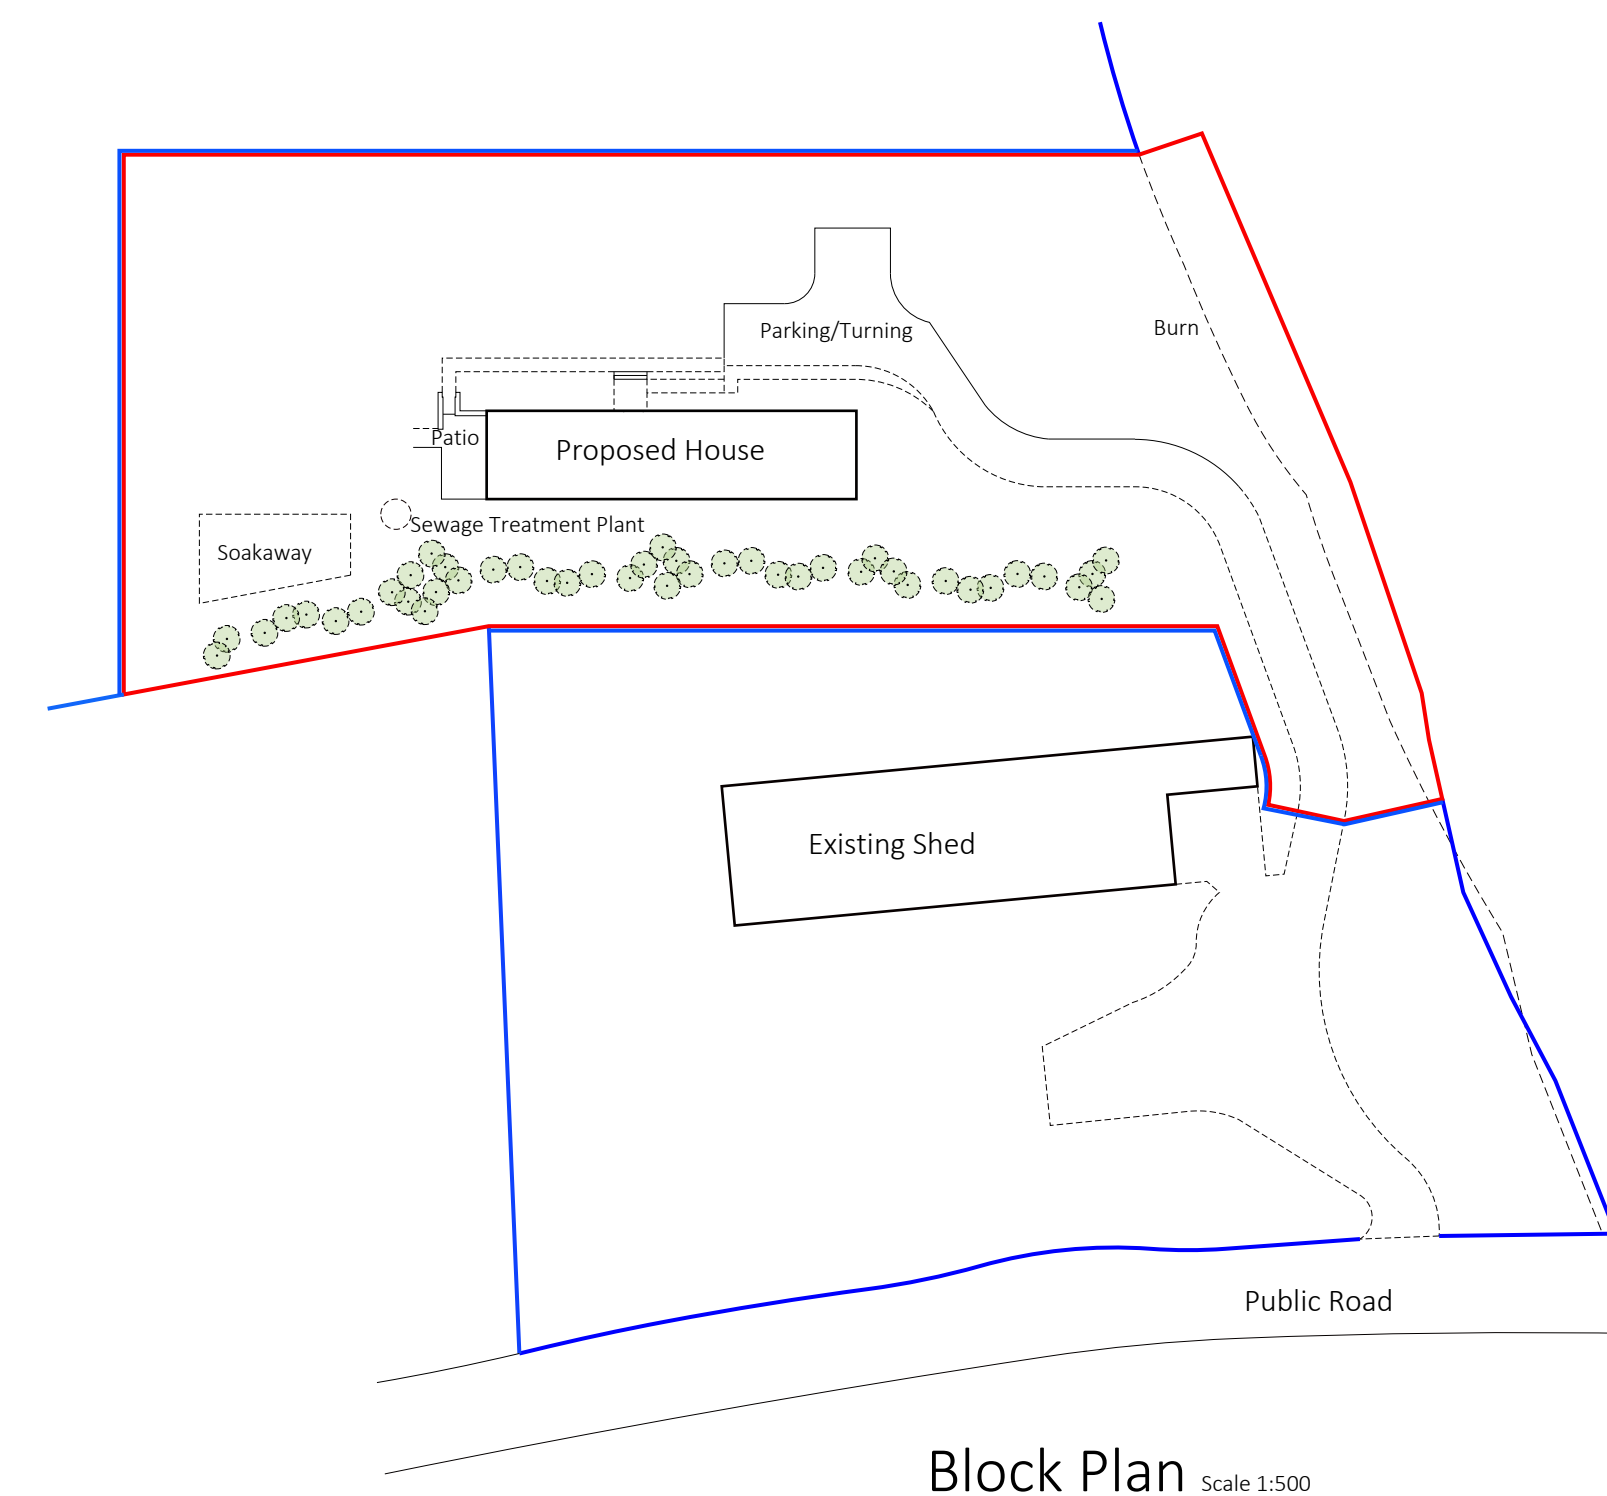 Burn
Parking/Turning
Patio
Proposed House
Sewage Treatment Plant
Soakaway
Existing Shed
Public Road
Block Plan Scale 1:500